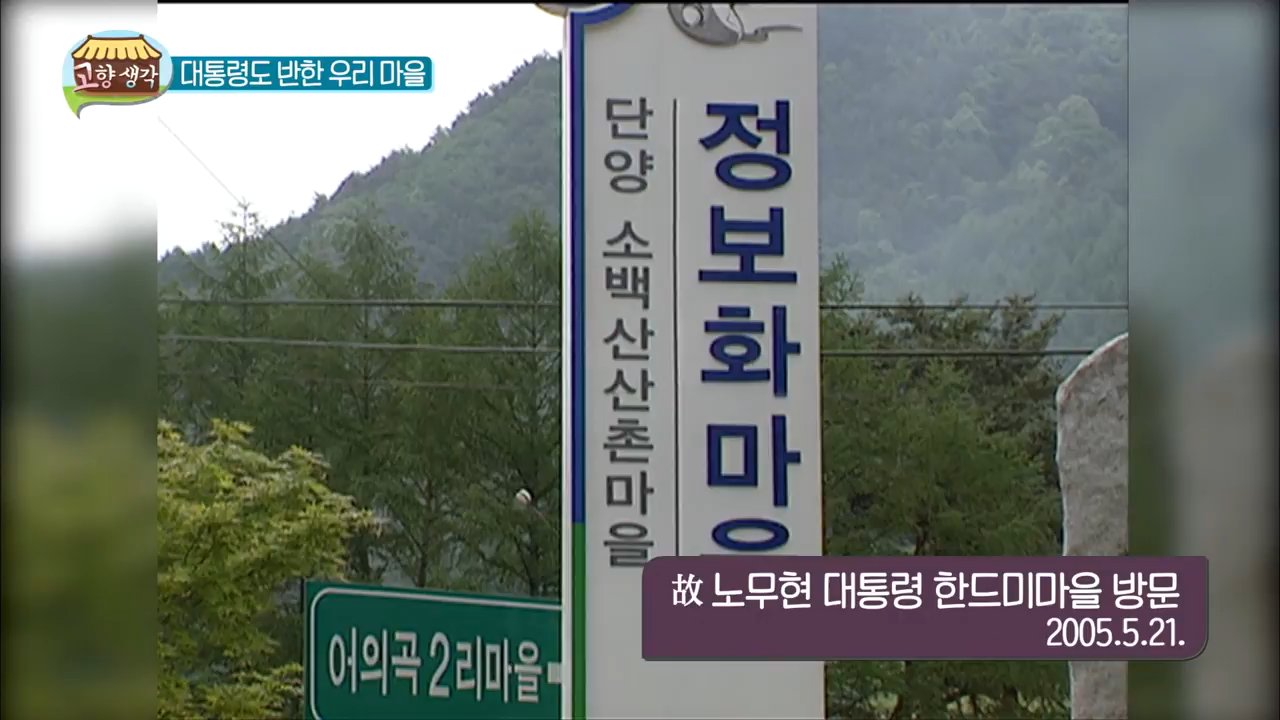 고향 생각
대통령도 반한 우리 마을
단양 소백산산촌마을
정보화마을
어의곡 2리마을
故 노무현 대통령 한드미마을 방문
2005.5.21.